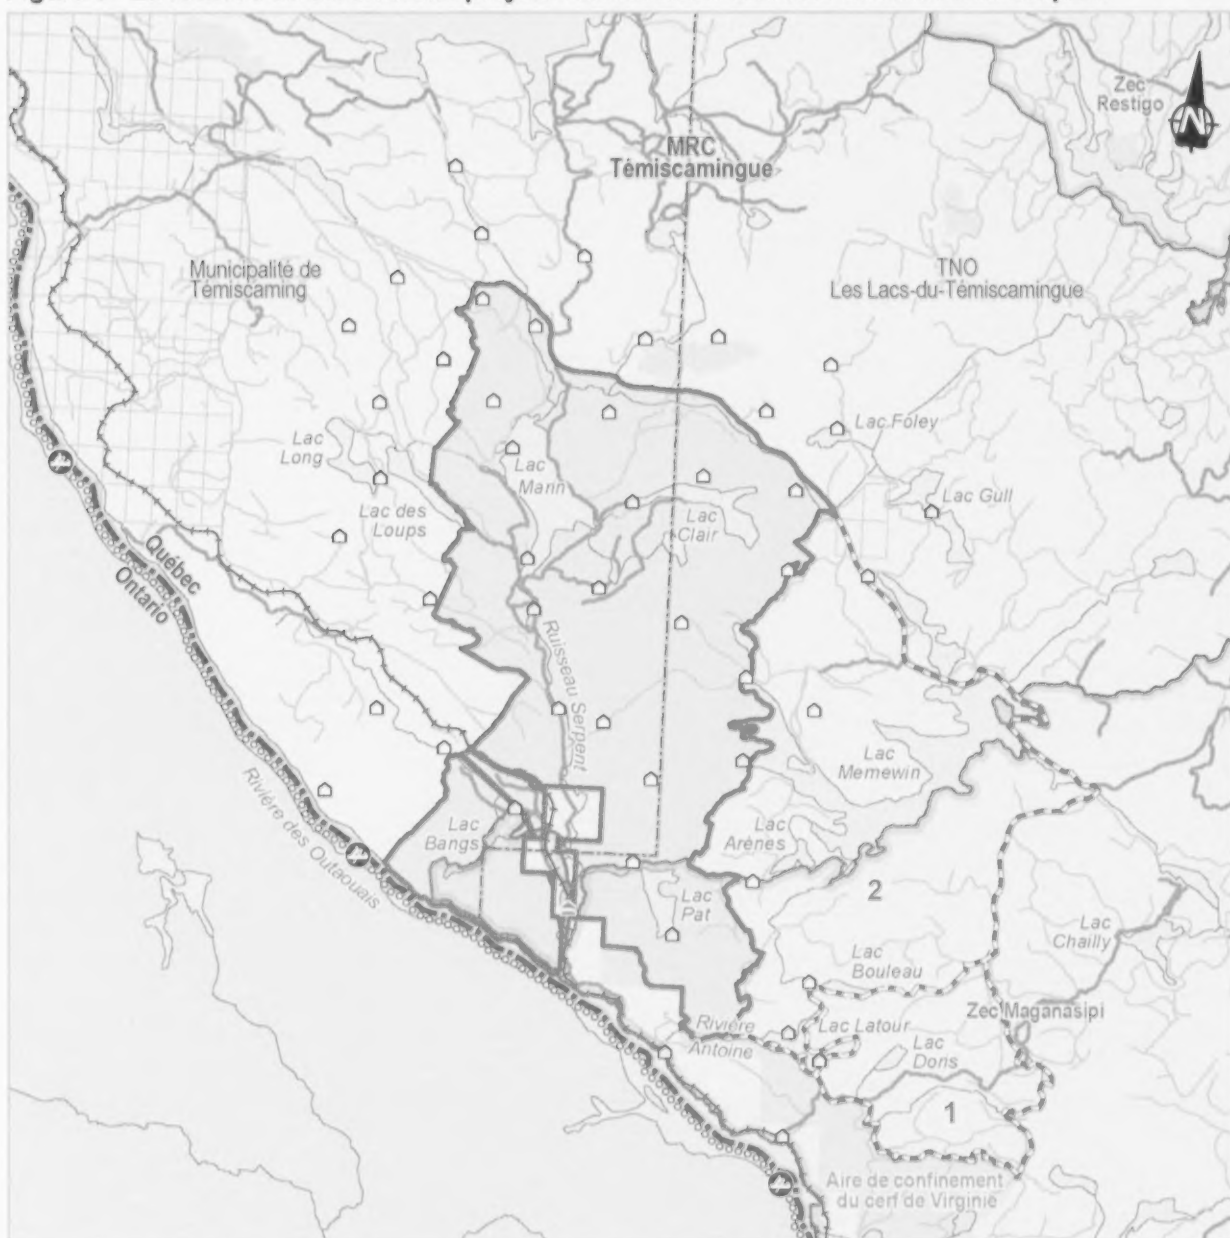 Zec
Restigo
N
MRC
Témiscamingue
Municipalité de
Témiscaming
TNO
Les Lacs-du-Témiscamingue
Lac Foley
Lac
Long
Lac
Marin
Lac Gull
Lac des
Loups
Lac
Clair
Québec
Ontario
Ruisseau Serpent
Lac
Memewin
Rivière des Outaouais
Lac
Bangs
Lac
Arènes
2
Lac
Pat
Lac
Chailly
Lac
Bouleau
Zec Maganasipi
Rivière
Antoine
Lac Latour
Lac
Doris
1
Aire de confinement
du cerf de Virginie